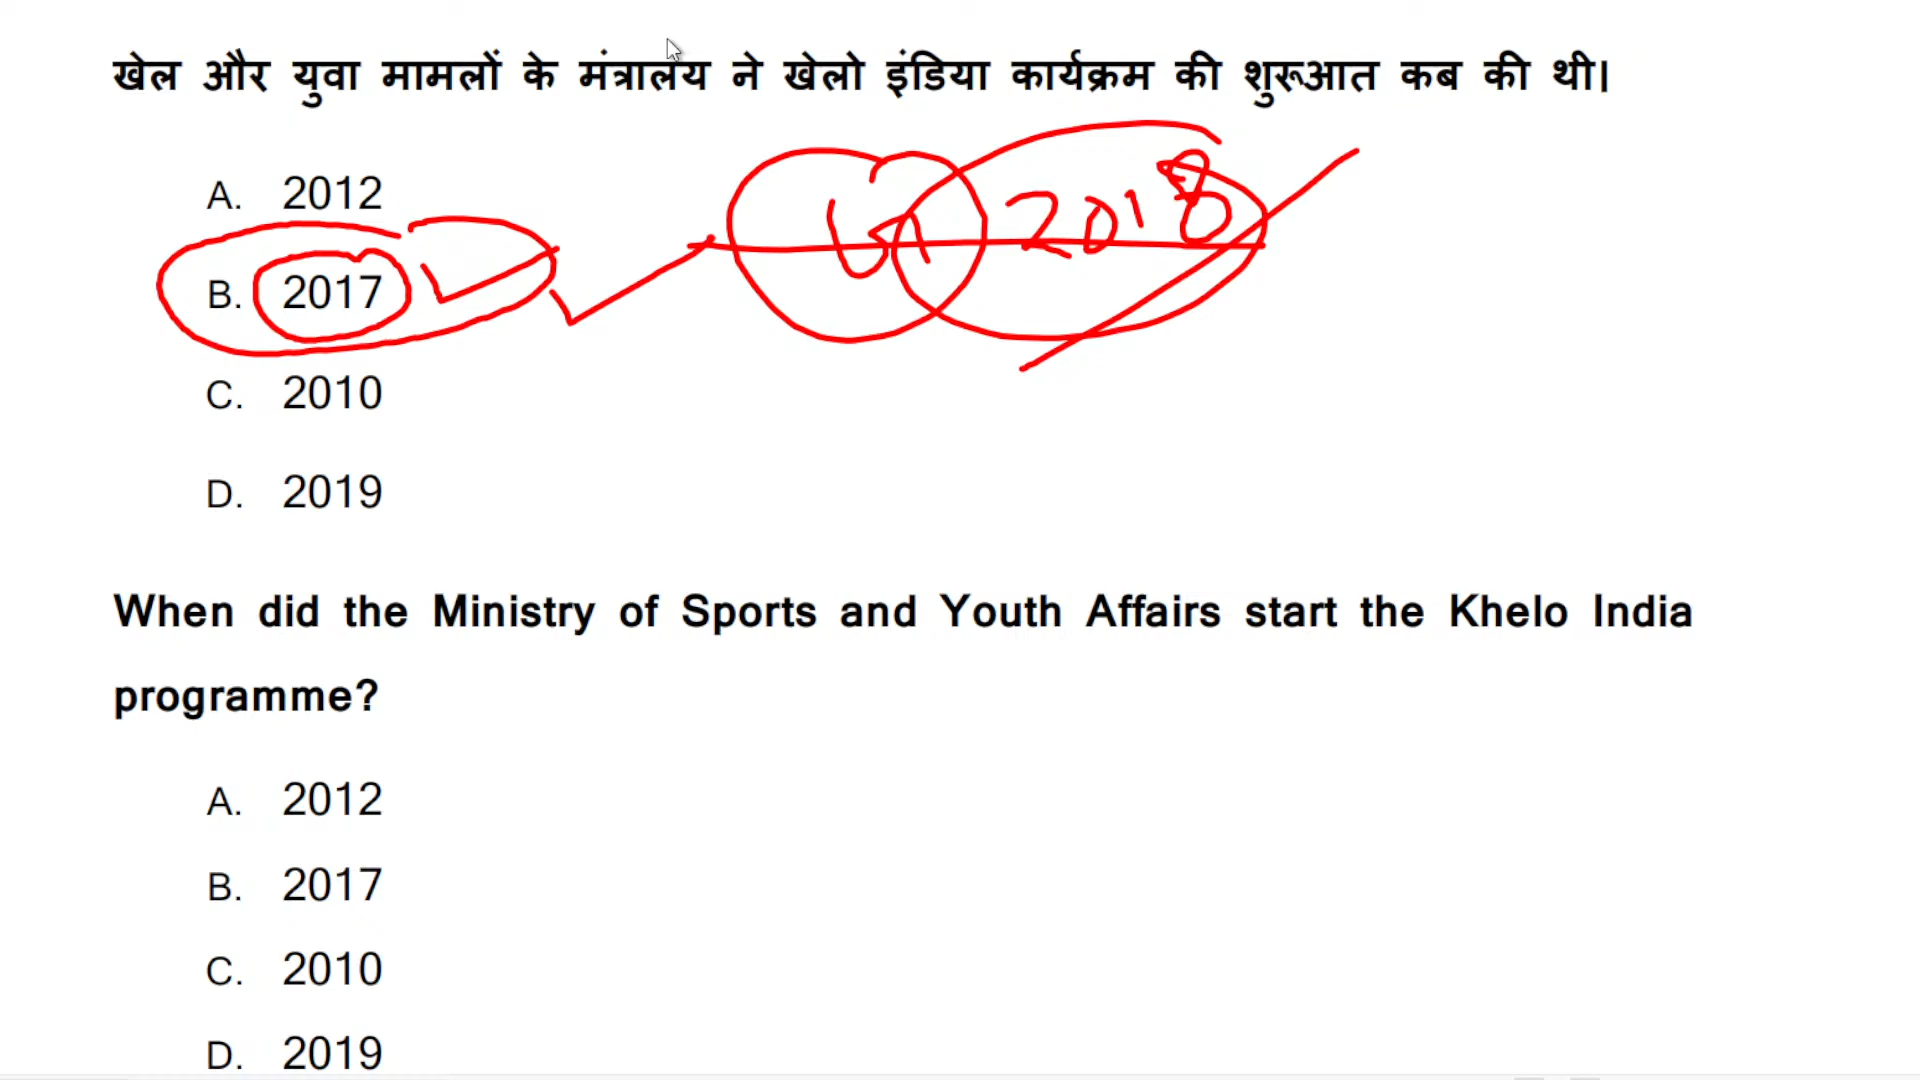 खेल और युवा मामलों के मंत्रालय ने खेलो इंडिया कार्यक्रम की शुरूआत कब की थी।
A. 2012
2018
B. 2017
C. 2010
D. 2019
When did the Ministry of Sports and Youth Affairs start the Khelo India
programme?
A. 2012
B. 2017
C. 2010
D. 2019